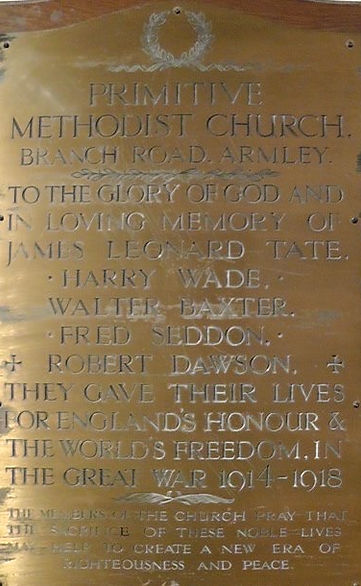 PRIMITIVE
METHODIST CHURCH.
BRANCH ROAD. ARMLEY.
TO THE GLORY OF GOD AND
IN LOVING MEMORY OF
JAMES LEONARD TATE.
· HARRY WADE. ·
WALTER BAXTER.
· FRED SEDDON. ·
ROBERT DAWSON.
THEY GAVE THEIR LIVES
FOR ENGLAND'S HONOUR &
THE WORLD'S FREEDOM, IN
THE GREAT WAR 1914-1918
THE MEMBERS OF THE CHURCH PRAY THAT
THE SACRIFICE OF THESE NOBLE LIVES
MAY HELP TO CREATE A NEW ERA OF
RIGHTEOUSNESS AND PEACE.